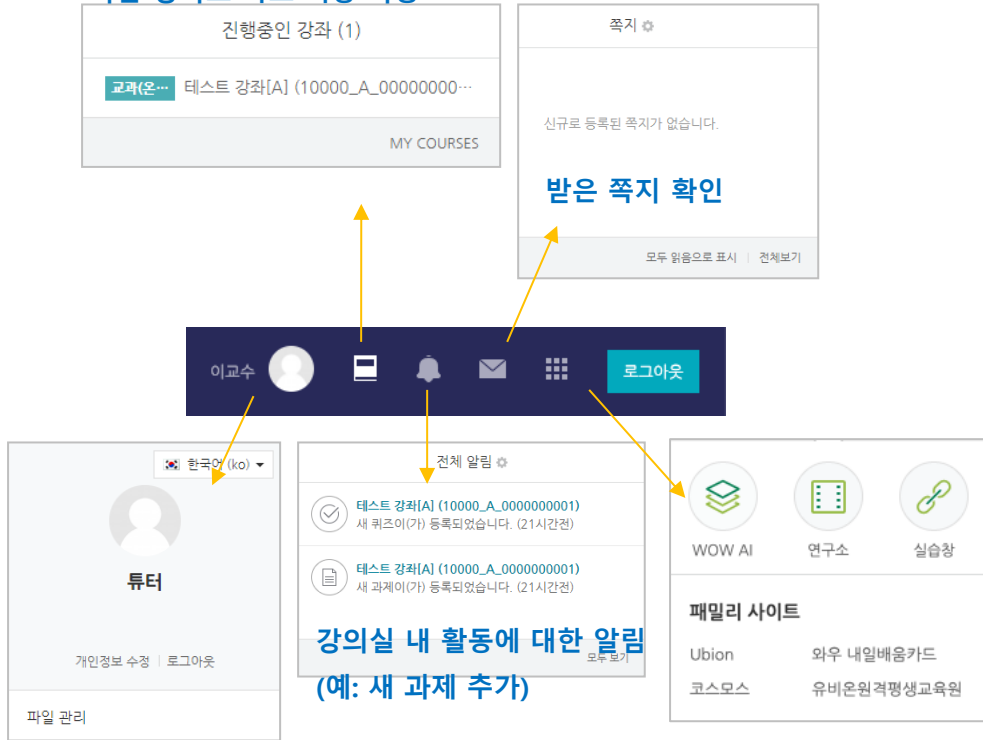 진행중인 강좌 (1)
교과(온… 테스트 강좌[A] (10000_A_00000000…
MY COURSES
쪽지
신규로 등록된 쪽지가 없습니다.
받은 쪽지 확인
모두 읽음으로 표시 | 전체보기
이교수
로그아웃
한국어 (ko)
튜터
개인정보 수정 | 로그아웃
파일 관리
전체 알림
테스트 강좌[A] (10000_A_0000000001)
새 퀴즈이(가) 등록되었습니다. (21시간전)
테스트 강좌[A] (10000_A_0000000001)
새 과제이(가) 등록되었습니다. (21시간전)
강의실 내 활동에 대한 알림
모두 보기
(예: 새 과제 추가)
WOW AI 연구소 실습창
패밀리 사이트
Ubion 와우 내일배움카드
코스모스 유비온원격평생교육원